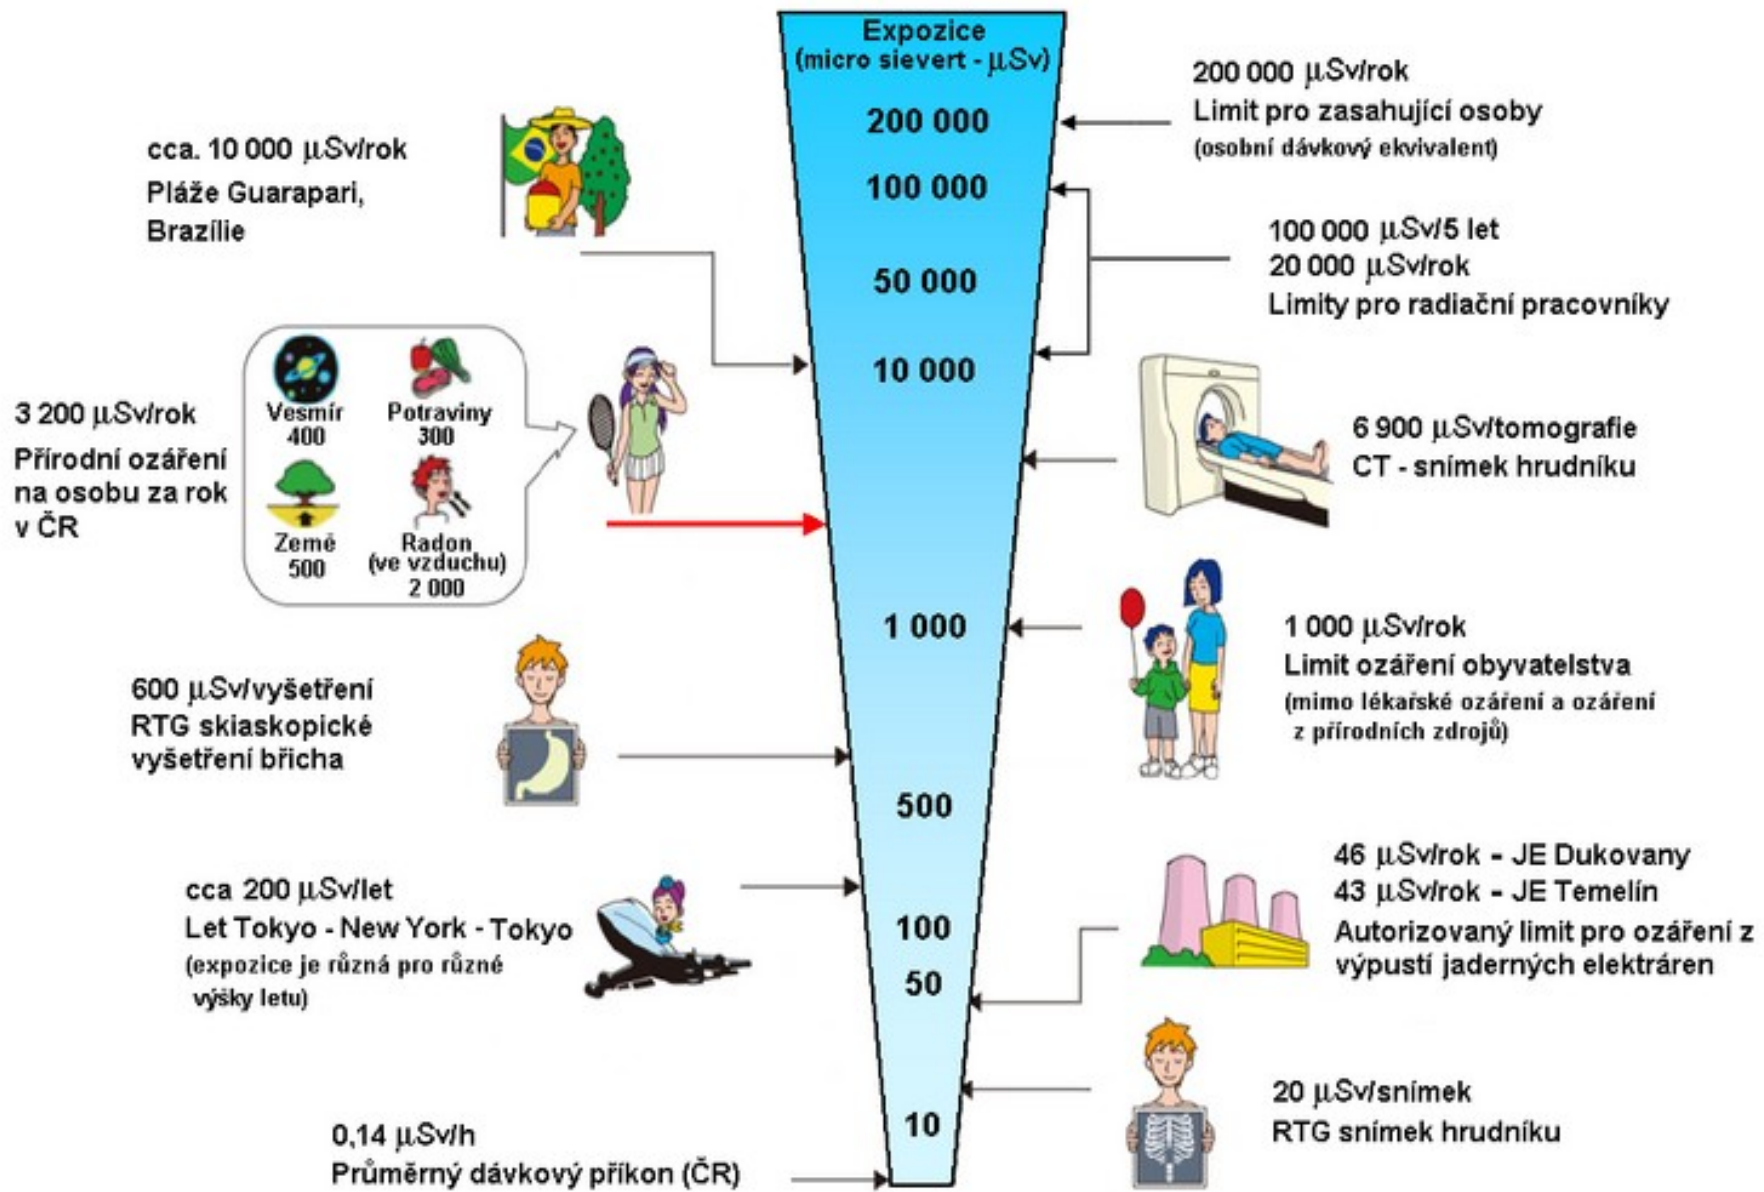 Expozice
(micro sievert - μSv)
200 000
100 000
50 000
10 000
1 000
500
100
50
10
cca. 10 000 μSv/rok
Pláže Guarapari,
Brazílie
3 200 μSv/rok
Přírodní ozáření
na osobu za rok
v ČR
Vesmír
400
Potraviny
300
Země
500
Radon
(ve vzduchu)
2 000
600 μSv/vyšetření
RTG skiaskopické
vyšetření břicha
cca 200 μSv/let
Let Tokyo - New York - Tokyo
(expozice je různá pro různé
výšky letu)
0,14 μSv/h
Průměrný dávkový příkon (ČR)
200 000 μSv/rok
Limit pro zasahující osoby
(osobní dávkový ekvivalent)
100 000 μSv/5 let
20 000 μSv/rok
Limity pro radiační pracovníky
6 900 μSv/tomografie
CT - snímek hrudníku
1 000 μSv/rok
Limit ozáření obyvatelstva
(mimo lékařské ozáření a ozáření
z přírodních zdrojů)
46 μSv/rok - JE Dukovany
43 μSv/rok - JE Temelín
Autorizovaný limit pro ozáření z
výpustí jaderných elektráren
20 μSv/snímek
RTG snímek hrudníku